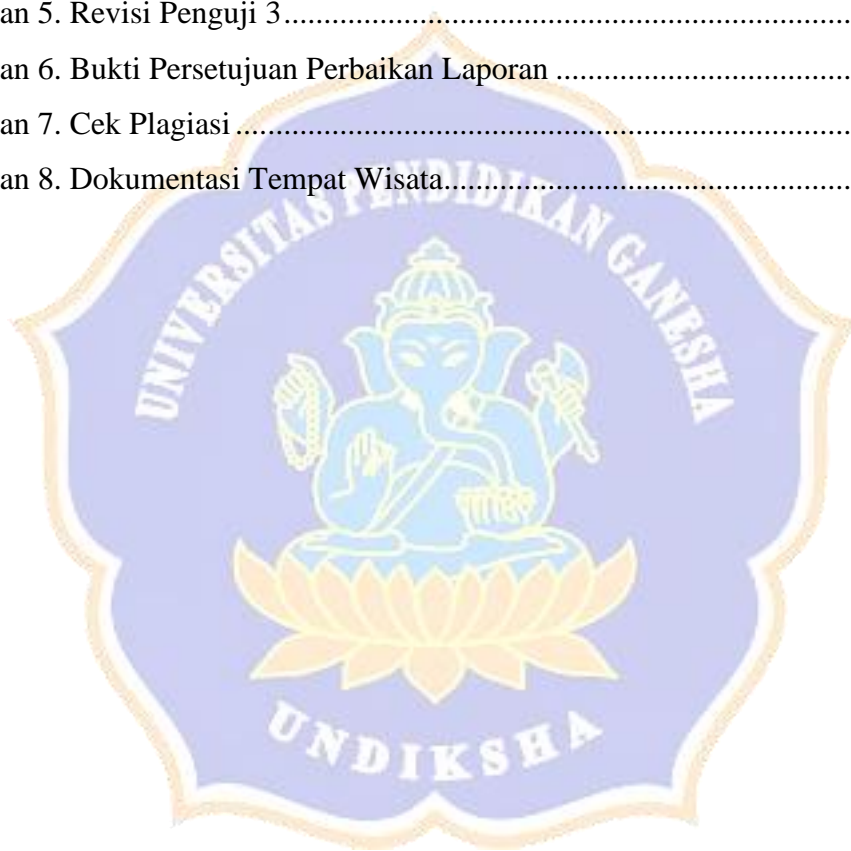 an 5. Revisi Penguji 3...............................................................................
an 6. Bukti Persetujuan Perbaikan Laporan .........................................
an 7. Cek Plagiasi......................................................................................
an 8. Dokumentasi Tempat Wisata.......................................................
UNIVERSITAS PENDIDIKAN GANESHA
UNDIKSHA